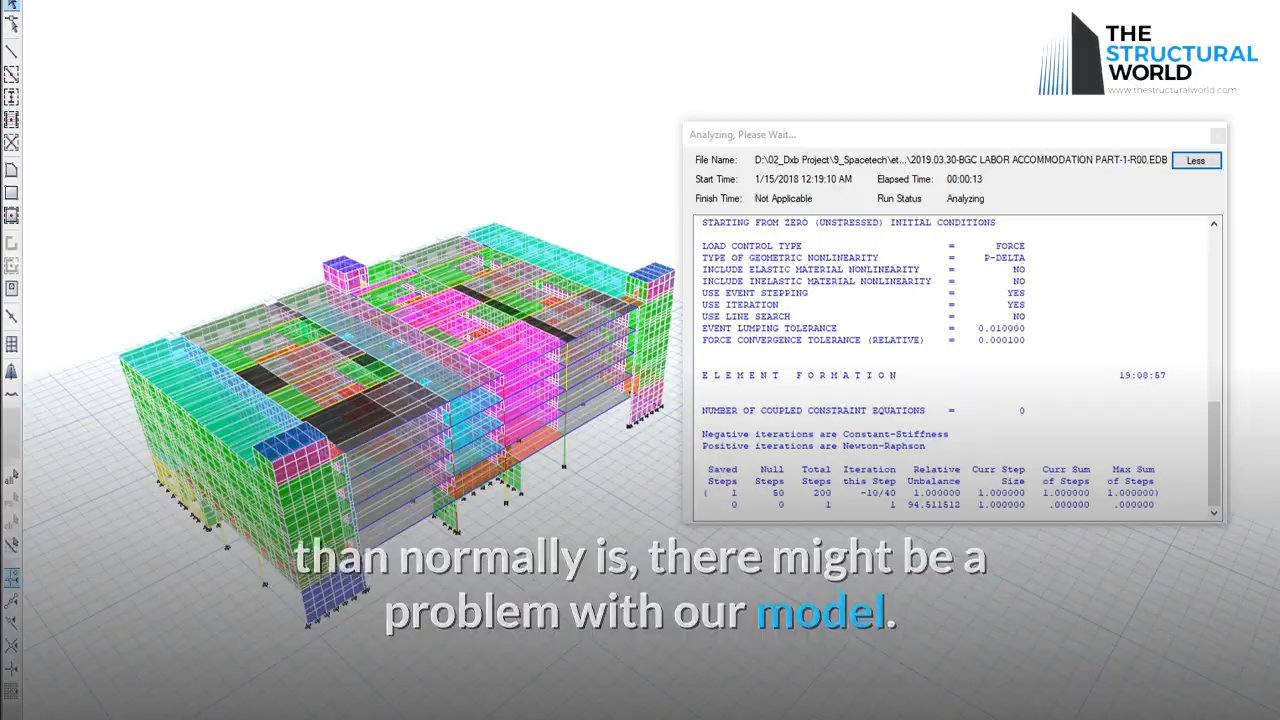 THE
STRUCTURAL
WORLD
www.thestructuralworld.com
Analyzing, Please Wait...
File Name: D:\02_Dxb Project\9_Spacetech\et...\2019.03.30-BGC LABOR ACCOMMODATION PART-1-R00.EDB Less
Start Time: 1/15/2018 12:19:10 AM Elapsed Time: 00:00:13
Finish Time: Not Applicable Run Status Analyzing
STARTING FROM ZERO (UNSTRESSED) INITIAL CONDITIONS
LOAD CONTROL TYPE = FORCE
TYPE OF GEOMETRIC NONLINEARITY = P-DELTA
INCLUDE ELASTIC MATERIAL NONLINEARITY = NO
INCLUDE INELASTIC MATERIAL NONLINEARITY = NO
USE EVENT STEPPING = YES
USE ITERATION = YES
USE LINE SEARCH = NO
EVENT LUMPING TOLERANCE = 0.010000
FORCE CONVERGENCE TOLERANCE (RELATIVE) = 0.000100
E L E M E N T F O R M A T I O N 19:08:57
NUMBER OF COUPLED CONSTRAINT EQUATIONS = 0
Negative iterations are Constant-Stiffness
Positive iterations are Newton-Raphson
Saved Null Total Iteration Relative Curr Step Curr Sum Max Sum
Steps Steps Steps this Step Unbalance Size of Steps of Steps
( 1 50 200 -10/40 1.000000 1.000000 1.000000 1.000000)
0 0 1 1 94.511512 1.000000 .000000 .000000
than normally is, there might be a
problem with our model.